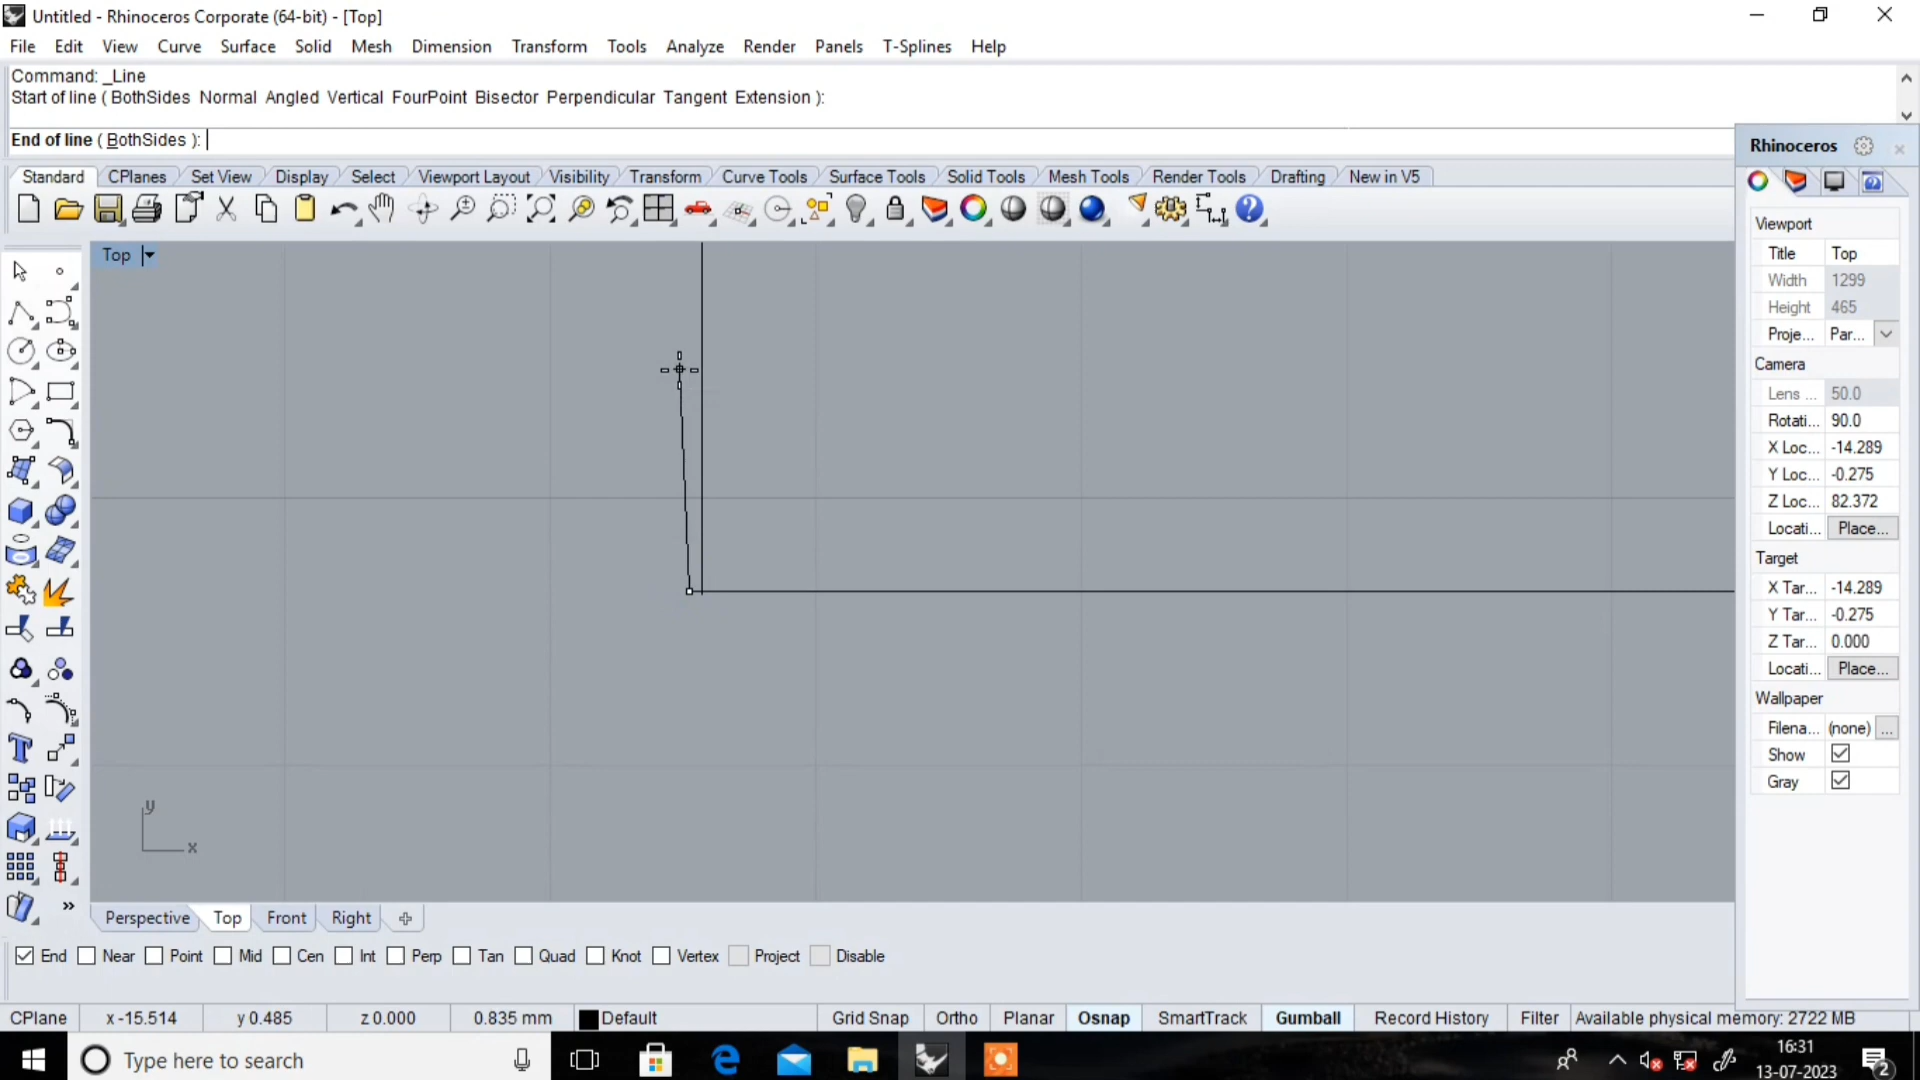 Untitled - Rhinoceros Corporate (64-bit) - [Top]
File Edit View Curve Surface Solid Mesh Dimension Transform Tools Analyze Render Panels T-Splines Help
Command: _Line
Start of line ( BothSides Normal Angled Vertical FourPoint Bisector Perpendicular Tangent Extension ):
End of line ( BothSides ):
Rhinoceros
Standard CPlanes Set View Display Select Viewport Layout Visibility Transform Curve Tools Surface Tools Solid Tools Mesh Tools Render Tools Drafting New in V5
Top
Viewport
Title Top
Width 1299
Height 465
Proje... Par...
Camera
Lens ... 50.0
Rotati... 90.0
X Loc... -14.289
Y Loc... -0.275
Z Loc... 82.372
Locati... Place...
Target
X Tar... -14.289
Y Tar... -0.275
Z Tar... 0.000
Locati... Place...
Wallpaper
Filena... (none) ...
Show
Gray
y
x
Perspective Top Front Right
End Near Point Mid Cen Int Perp Tan Quad Knot Vertex Project Disable
CPlane x -15.514 y 0.485 z 0.000 0.835 mm Default Grid Snap Ortho Planar Osnap SmartTrack Gumball Record History Filter Available physical memory: 2722 MB
Type here to search
16:31
13-07-2023
2